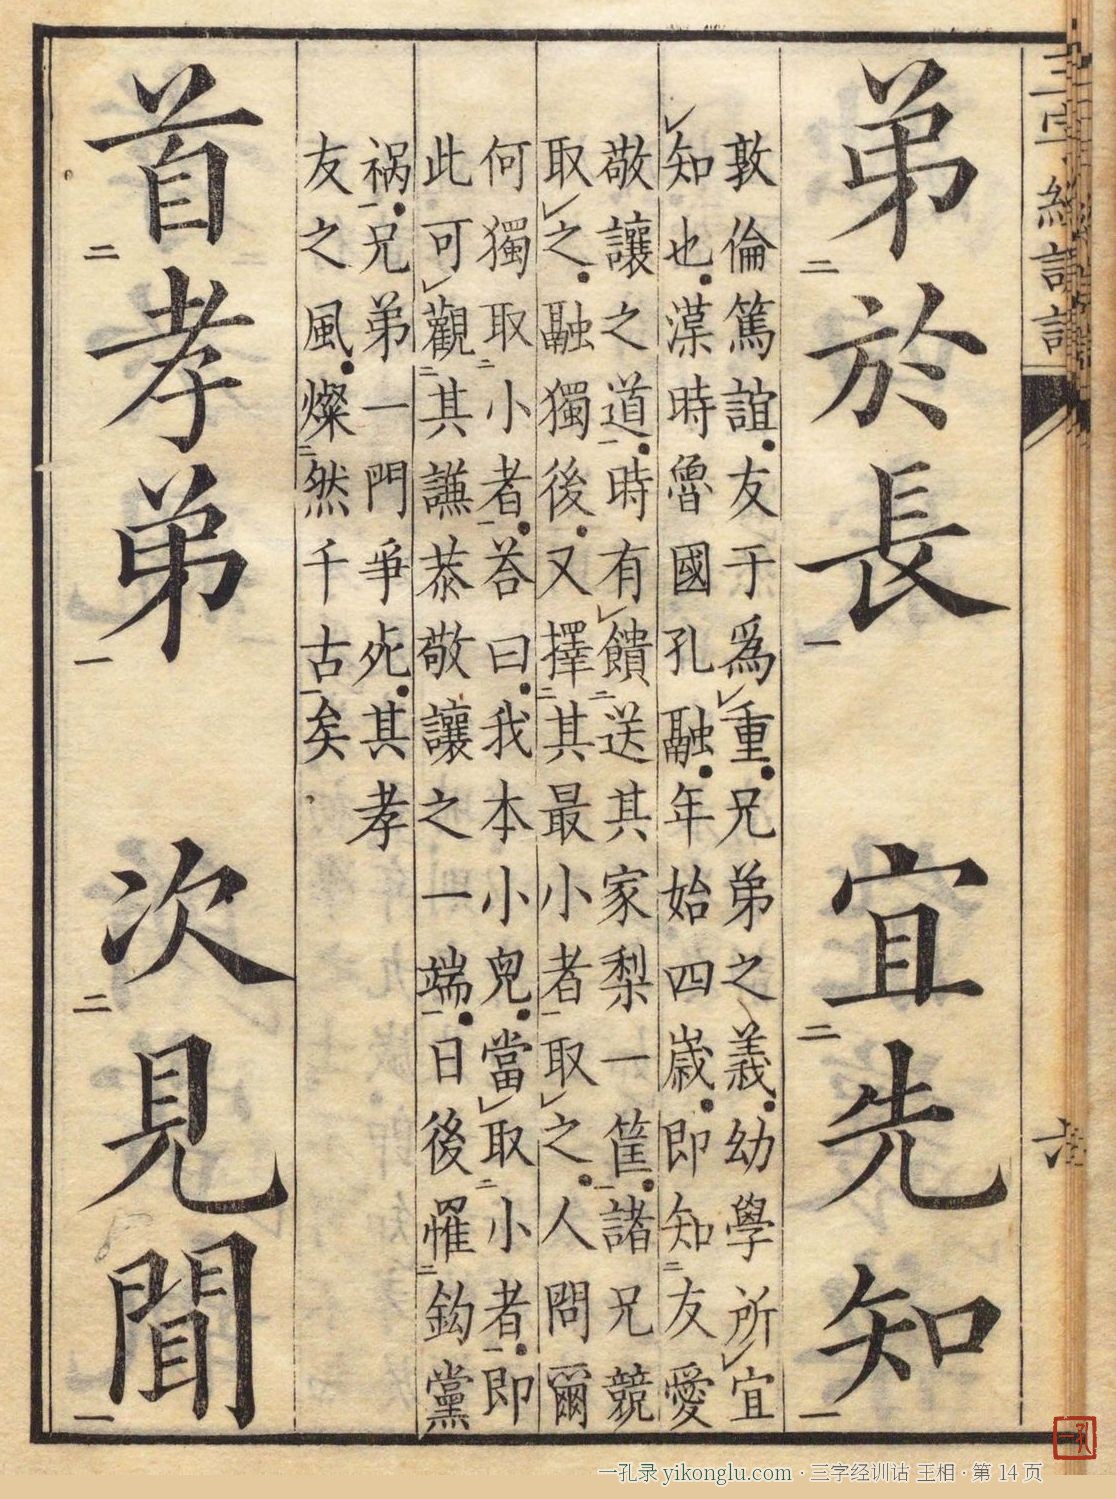 三字經訓詁
弟於長 宜先知
敦倫篤誼友于爲重兄弟之義幼學所宜
知也漢時魯國孔融年始四歲即知友愛
敬讓之道時有饋送其家梨一筐諸兄競
取之融獨後又擇其最小者取之人問爾
何獨取小者荅曰我本小兒當取小者即
此可觀其謙恭敬讓之一端日後罹鈎黨
禍兄弟一門爭死其孝
友之風燦然千古矣
首孝弟 次見聞
一孔录 yikonglu.com · 三字经训诂 王相 · 第 14 页